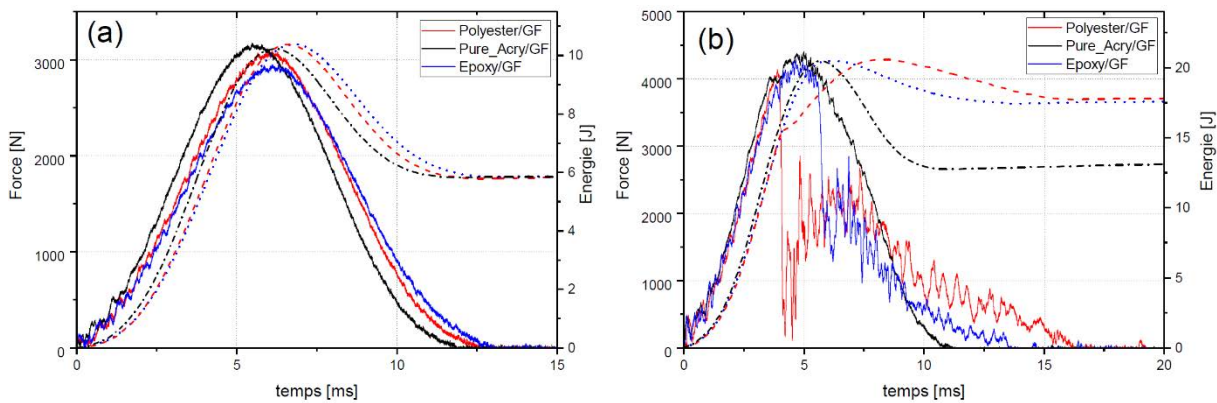 (a)
Polyester/GF
Pure_Acry/GF
Epoxy/GF
Force [N]
3000
2000
1000
0
Energie [J]
10
8
6
4
2
0
0 5 10 15
temps [ms]
(b)
Polyester/GF
Pure_Acry/GF
Epoxy/GF
Force [N]
5000
4000
3000
2000
1000
0
Energie [J]
20
15
10
5
0
0 5 10 15 20
temps [ms]